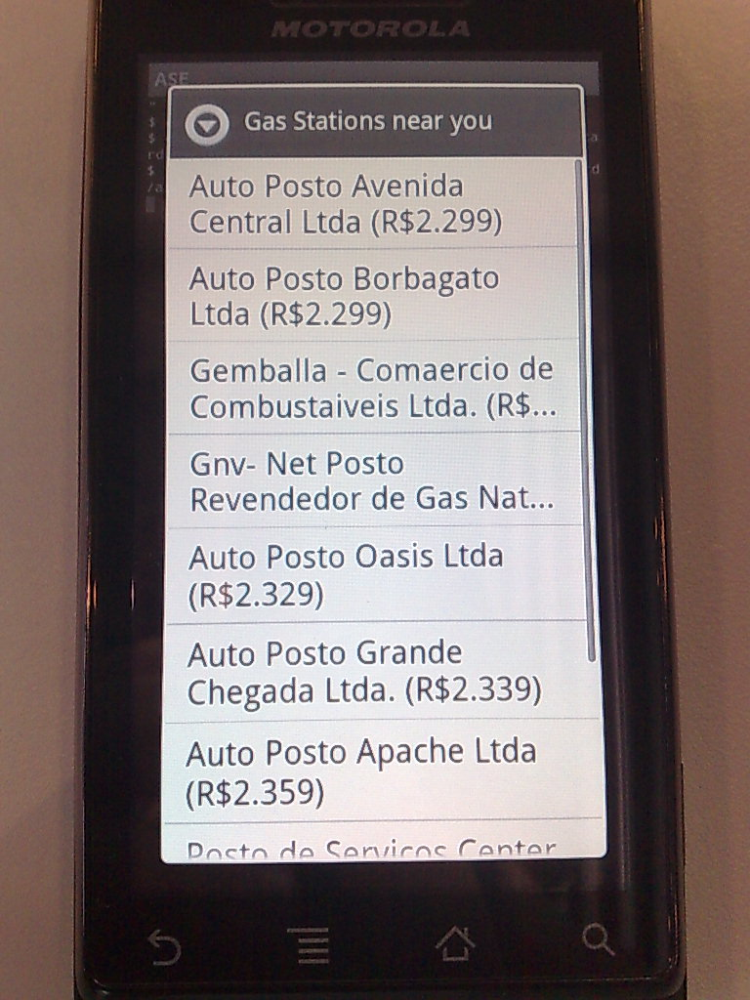 MOTOROLA
ASE
Gas Stations near you
$
$
rd
$
/a
a
d
Auto Posto Avenida
Central Ltda (R$2.299)
Auto Posto Borbagato
Ltda (R$2.299)
Gemballa - Comaercio de
Combustaiveis Ltda. (R$...
Gnv- Net Posto
Revendedor de Gas Nat...
Auto Posto Oasis Ltda
(R$2.329)
Auto Posto Grande
Chegada Ltda. (R$2.339)
Auto Posto Apache Ltda
(R$2.359)
Posto de Servicos Center